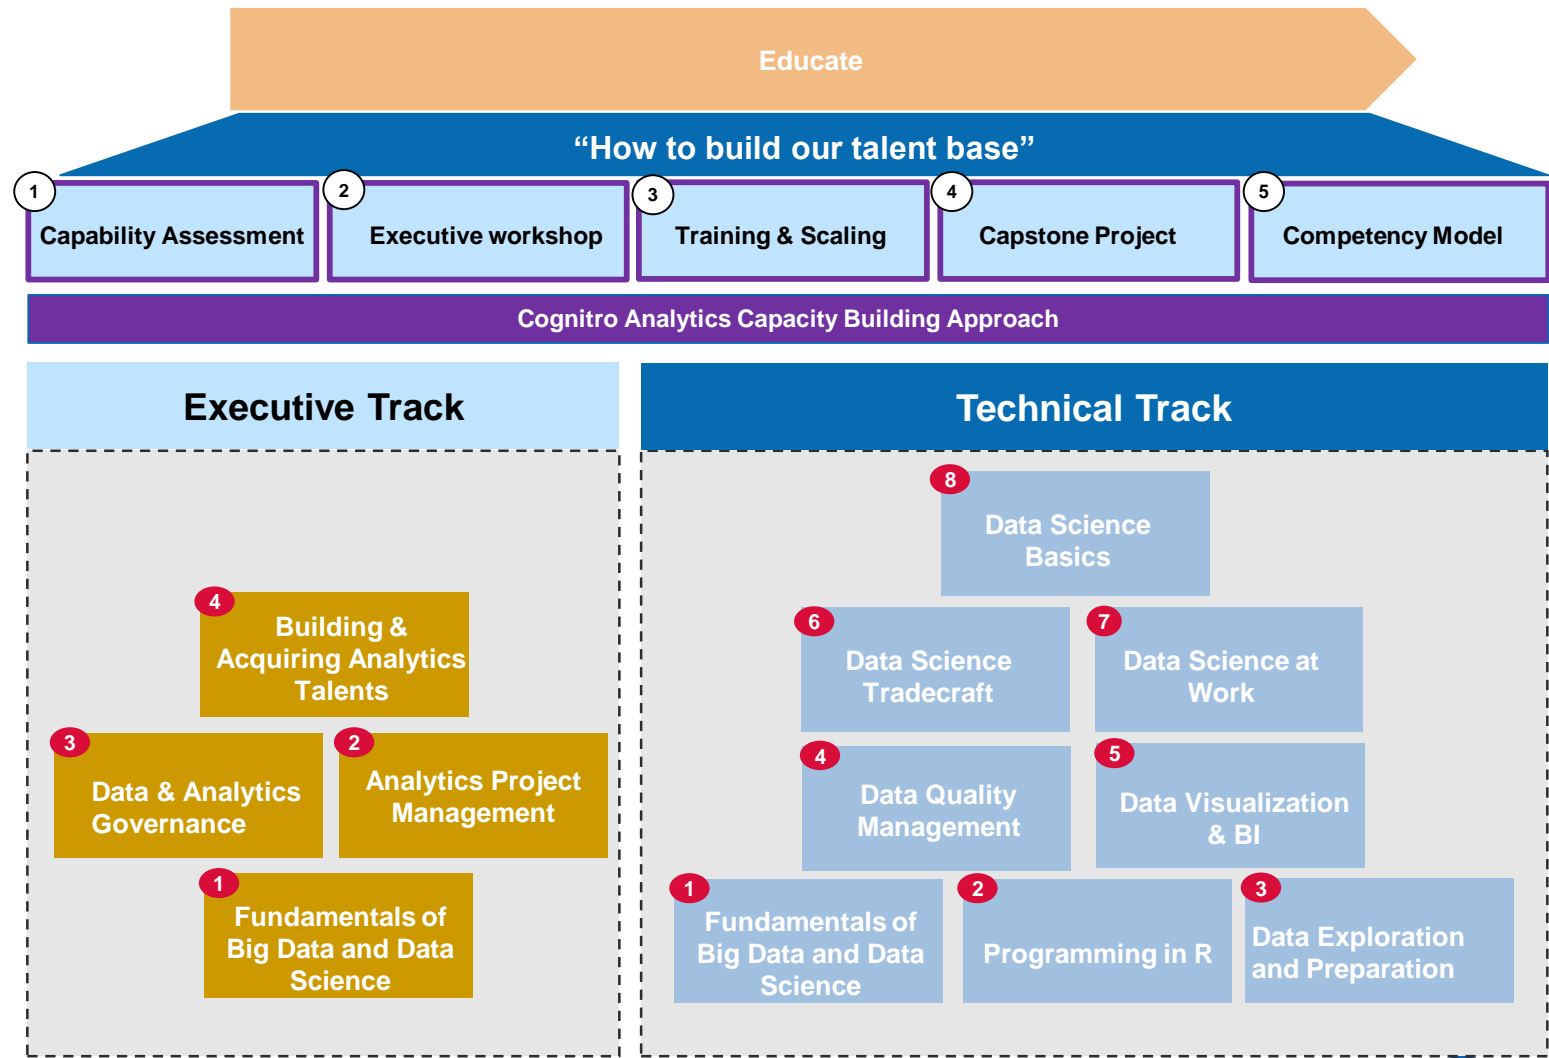 Educate
“How to build our talent base”
1
Capability Assessment
2
Executive workshop
3
Training & Scaling
4
Capstone Project
5
Competency Model
Cognitro Analytics Capacity Building Approach
Executive Track
4
Building &
Acquiring Analytics
Talents
3
Data & Analytics
Governance
2
Analytics Project
Management
1
Fundamentals of
Big Data and Data
Science
Technical Track
8
Data Science
Basics
6
Data Science
Tradecraft
7
Data Science at
Work
4
Data Quality
Management
5
Data Visualization
& BI
1
Fundamentals of
Big Data and Data
Science
2
Programming in R
3
Data Exploration
and Preparation